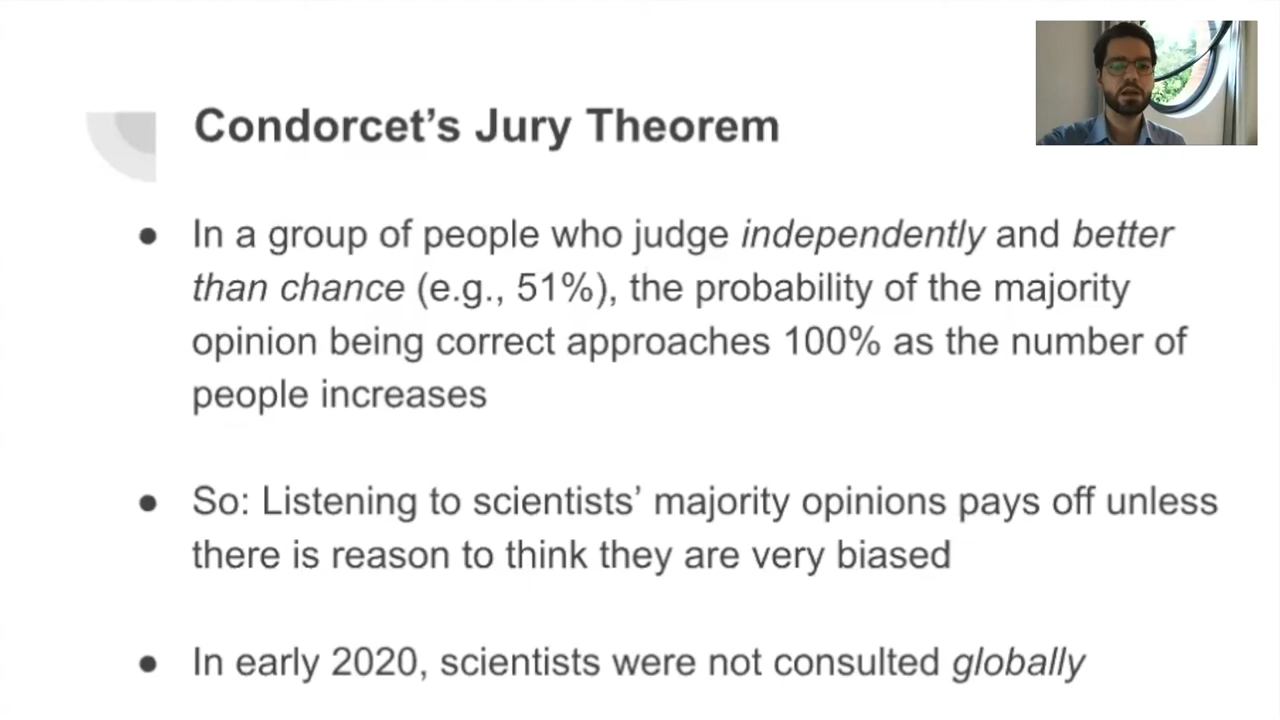 Condorcet’s Jury Theorem
● In a group of people who judge independently and better
than chance (e.g., 51%), the probability of the majority
opinion being correct approaches 100% as the number of
people increases
● So: Listening to scientists’ majority opinions pays off unless
there is reason to think they are very biased
● In early 2020, scientists were not consulted globally